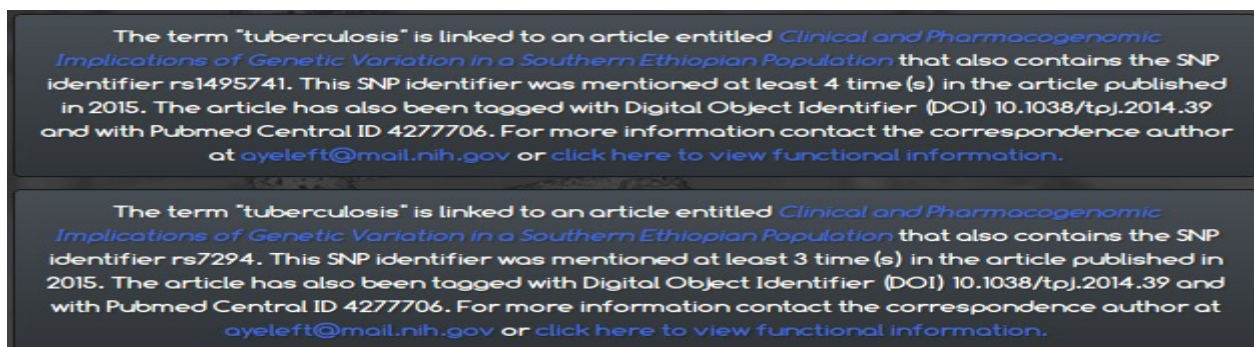 The term "tuberculosis" is linked to an article entitled Clinical and Pharmacogenomic
Implications of Genetic Variation in a Southern Ethiopian Population that also contains the SNP
identifier rs1495741. This SNP identifier was mentioned at least 4 time(s) in the article published
in 2015. The article has also been tagged with Digital Object Identifier (DOI) 10.1038/tpj.2014.39
and with Pubmed Central ID 4277706. For more information contact the correspondence author
at ayeleft@mail.nih.gov or click here to view functional information.
The term "tuberculosis" is linked to an article entitled Clinical and Pharmacogenomic
Implications of Genetic Variation in a Southern Ethiopian Population that also contains the SNP
identifier rs7294. This SNP identifier was mentioned at least 3 time(s) in the article published in
2015. The article has also been tagged with Digital Object Identifier (DOI) 10.1038/tpj.2014.39 and
with Pubmed Central ID 4277706. For more information contact the correspondence author at
ayeleft@mail.nih.gov or click here to view functional information.